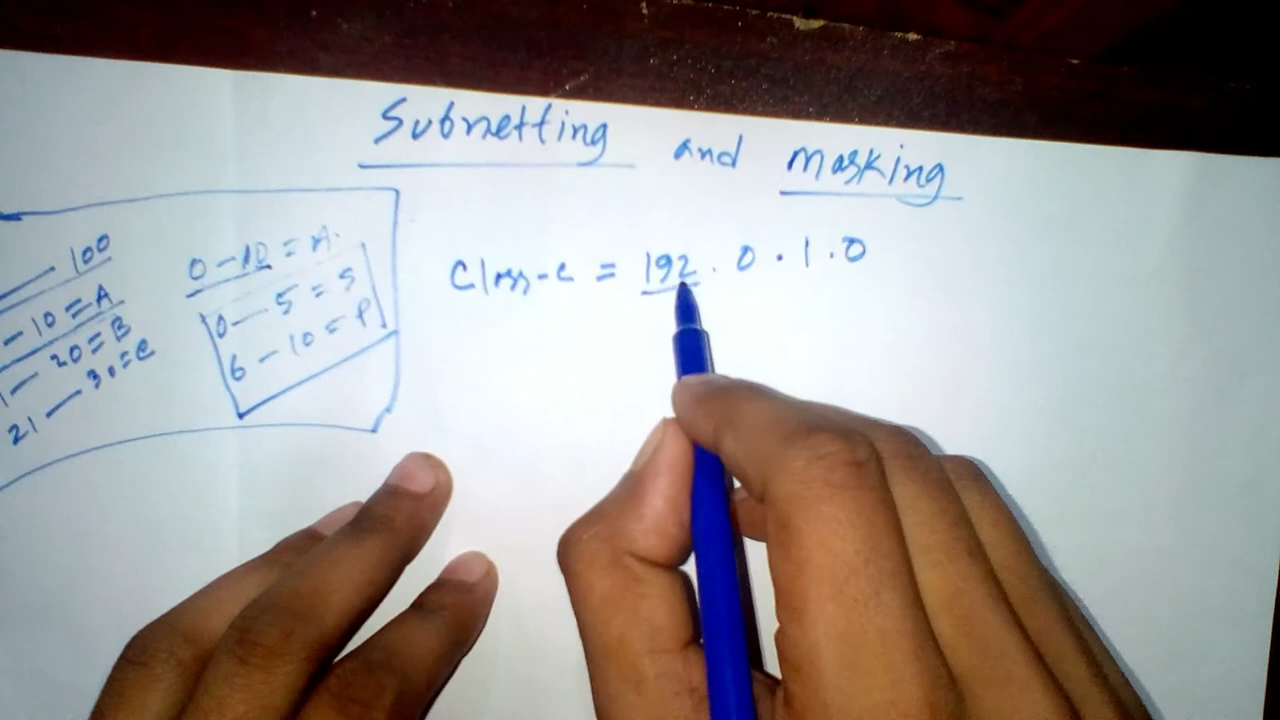 Subnetting and Masking
Class-c = 192.0.1.0
100
- 10 = A
- 20 = B
21 — 30 = C
0 - 10 = A.
0 — 5 = S
6 - 10 = P